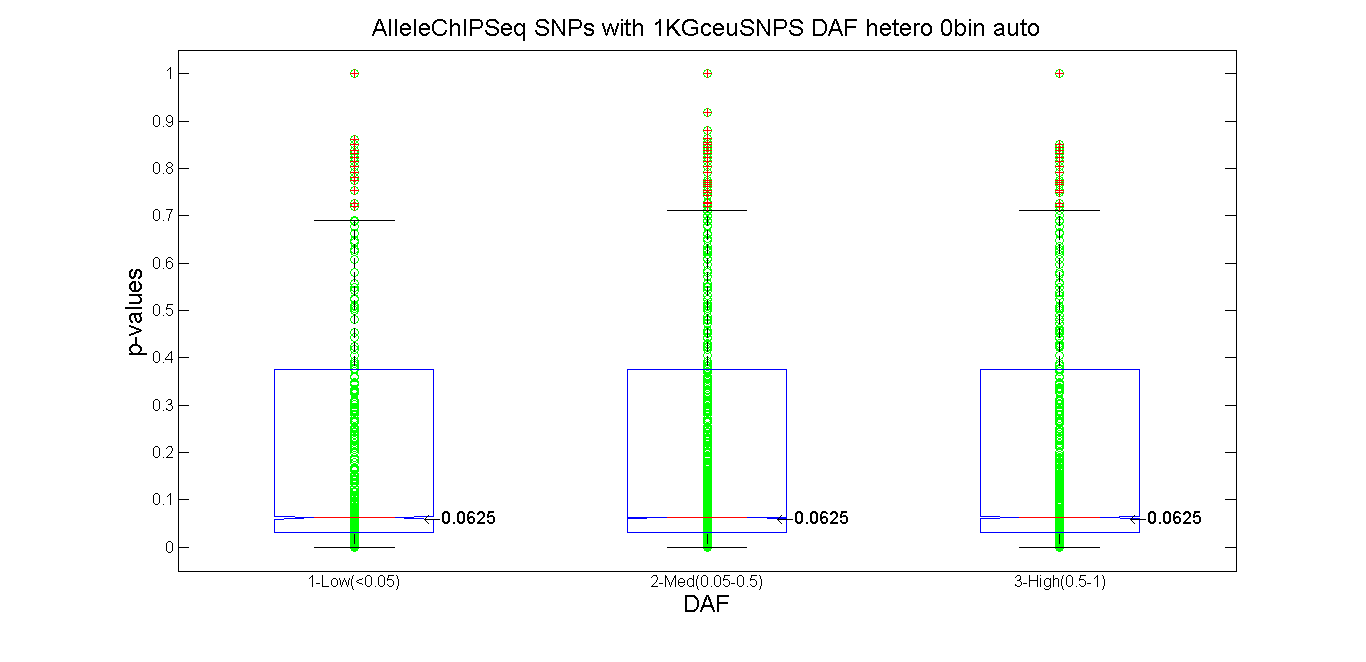 AlleleChIPSeq SNPs with 1KGceuSNPS DAF hetero 0bin auto
1
0.9
0.8
0.7
0.6
0.5
0.4
0.3
0.2
0.1
0
p-values
0.0625
0.0625
0.0625
1-Low(<0.05)
2-Med(0.05-0.5)
3-High(0.5-1)
DAF